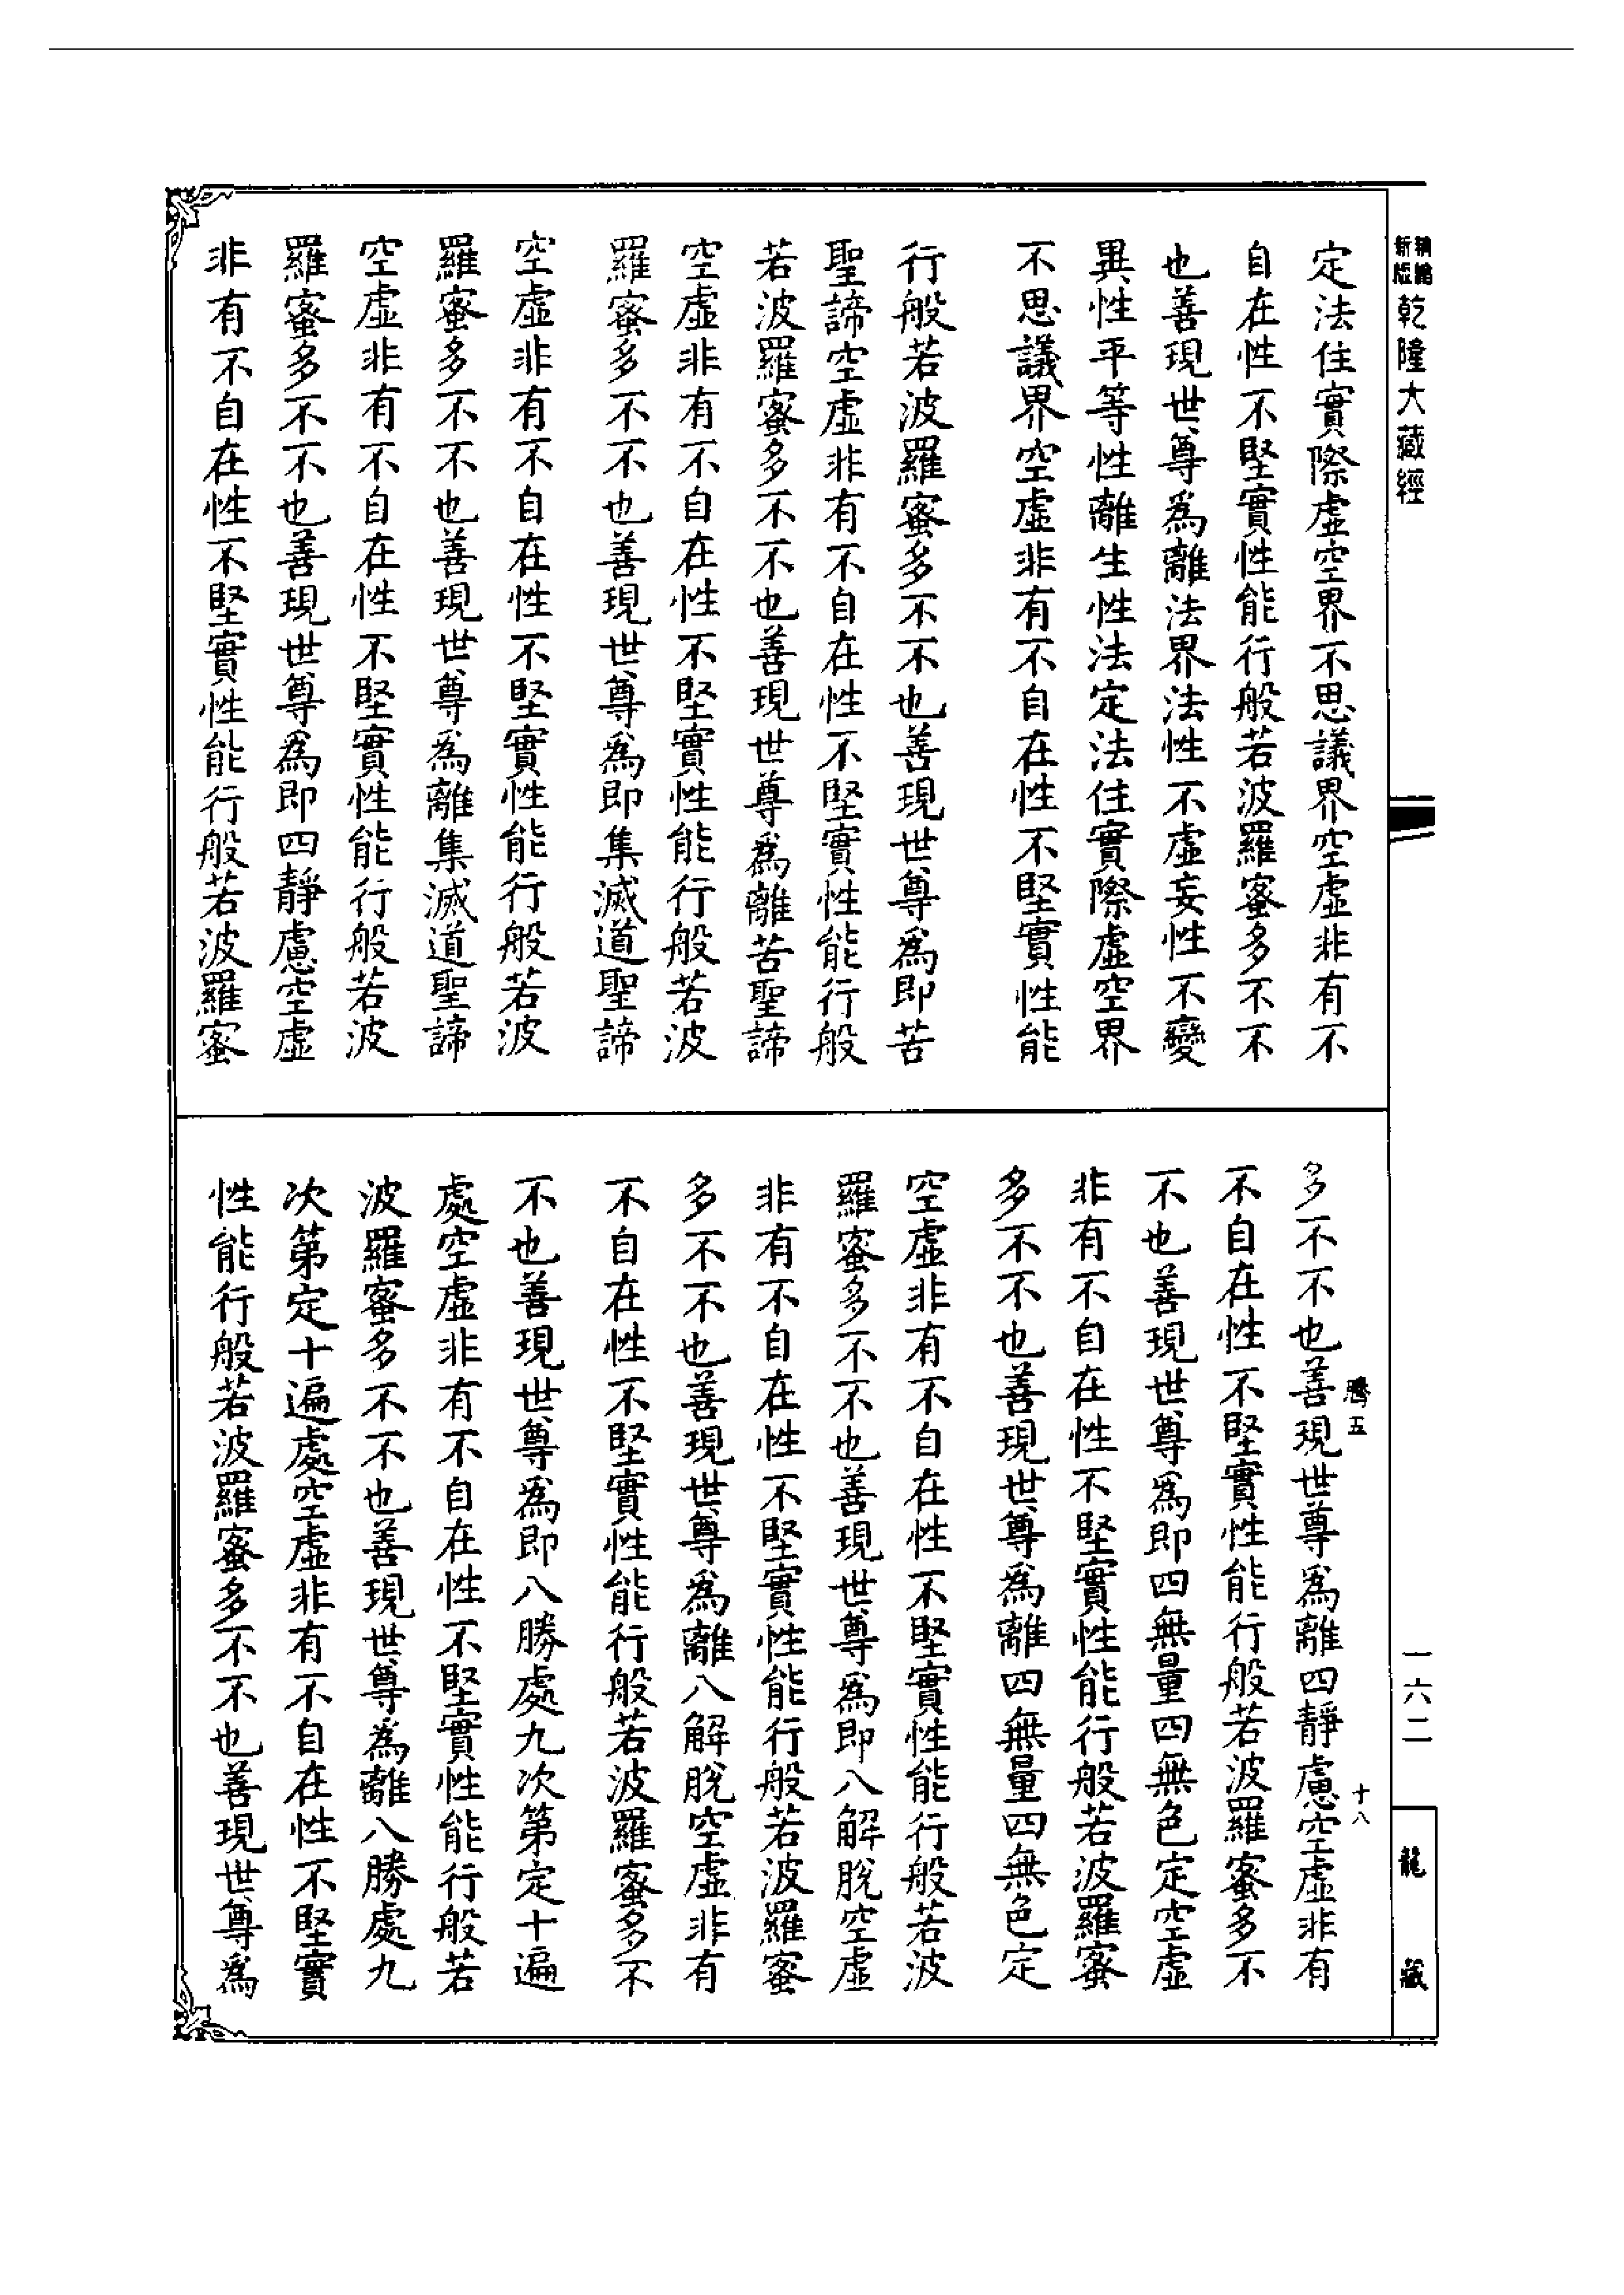 新編
縮版
乾隆大藏經
定法住實際虛空界不思議界空虛非有不
自在性不堅實性能行般若波羅蜜多不不
也善現世尊爲離法界法性不虛妄性不變
異性平等性離生性法定法住實際虛空界
不思議界空虛非有不自在性不堅實性能
行般若波羅蜜多不不也善現世尊爲即苦
聖諦空虛非有不自在性不堅實性能行般
若波羅蜜多不不也善現世尊爲離苦聖諦
空虛非有不自在性不堅實性能行般若波
羅蜜多不不也善現世尊爲即集滅道聖諦
空虛非有不自在性不堅實性能行般若波
羅蜜多不不也善現世尊爲離集滅道聖諦
空虛非有不自在性不堅實性能行般若波
羅蜜多不不也善現世尊爲即四靜慮空虛
非有不自在性不堅實性能行般若波羅蜜
一六二
龍藏
騰五
十八
多不不也善現世尊爲離四靜慮空虛非有
不自在性不堅實性能行般若波羅蜜多不
不也善現世尊爲即四無量四無色定空虛
非有不自在性不堅實性能行般若波羅蜜
多不不也善現世尊爲離四無量四無色定
空虛非有不自在性不堅實性能行般若波
羅蜜多不不也善現世尊爲即八解脫空虛
非有不自在性不堅實性能行般若波羅蜜
多不不也善現世尊爲離八解脫空虛非有
不自在性不堅實性能行般若波羅蜜多不
不也善現世尊爲即八勝處九次第定十遍
處空虛非有不自在性不堅實性能行般若
波羅蜜多不不也善現世尊爲離八勝處九
次第定十遍處空虛非有不自在性不堅實
性能行般若波羅蜜多不不也善現世尊爲